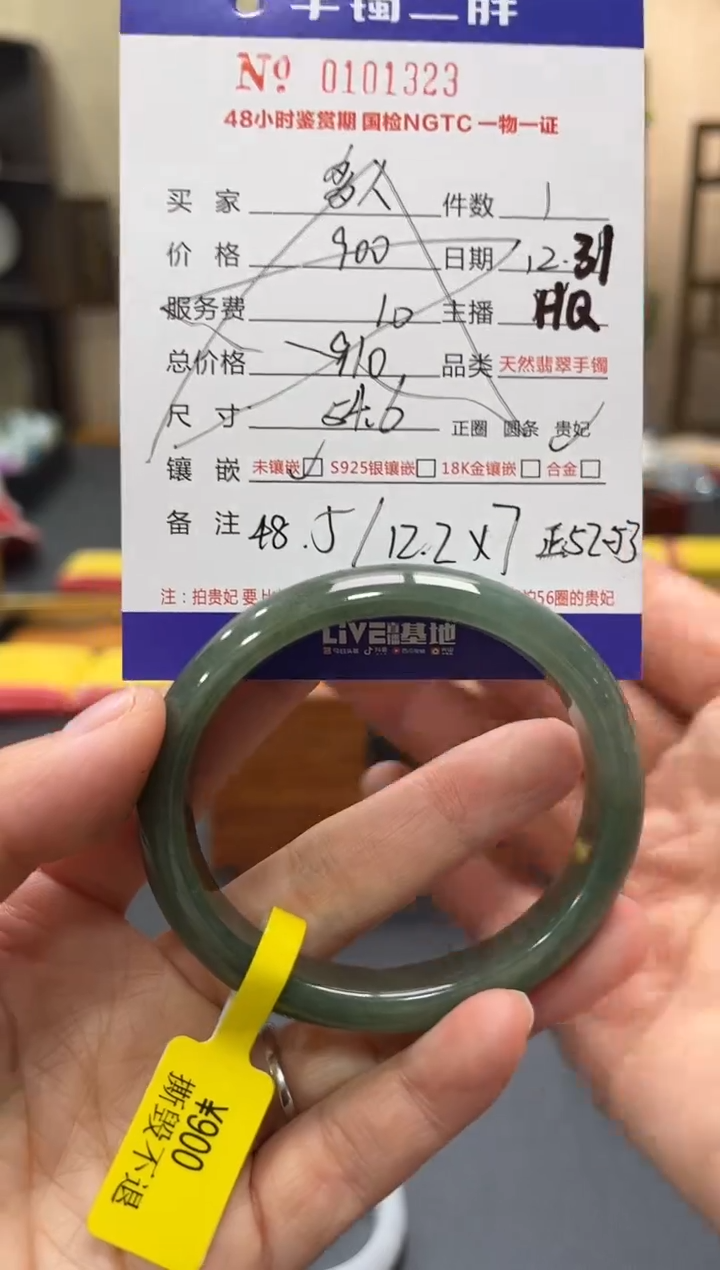 手镯二胖
Nº 0101323
48小时鉴赏期 国检NGTC 一物一证
买 家 多人 件数 1
价 格 900 日期 12.31
服务费 10 主播 HQ
总价格 910 品类 天然翡翠手镯
尺 寸 54.6 正圈 圆条 贵妃
镶 嵌 未镶嵌 S925银镶嵌 18K金镶嵌 合金
备 注 48.5/12.2x7 正52-53
注：拍贵妃 要 56圈的贵妃
LiVE直播基地
¥900
撕毁不退